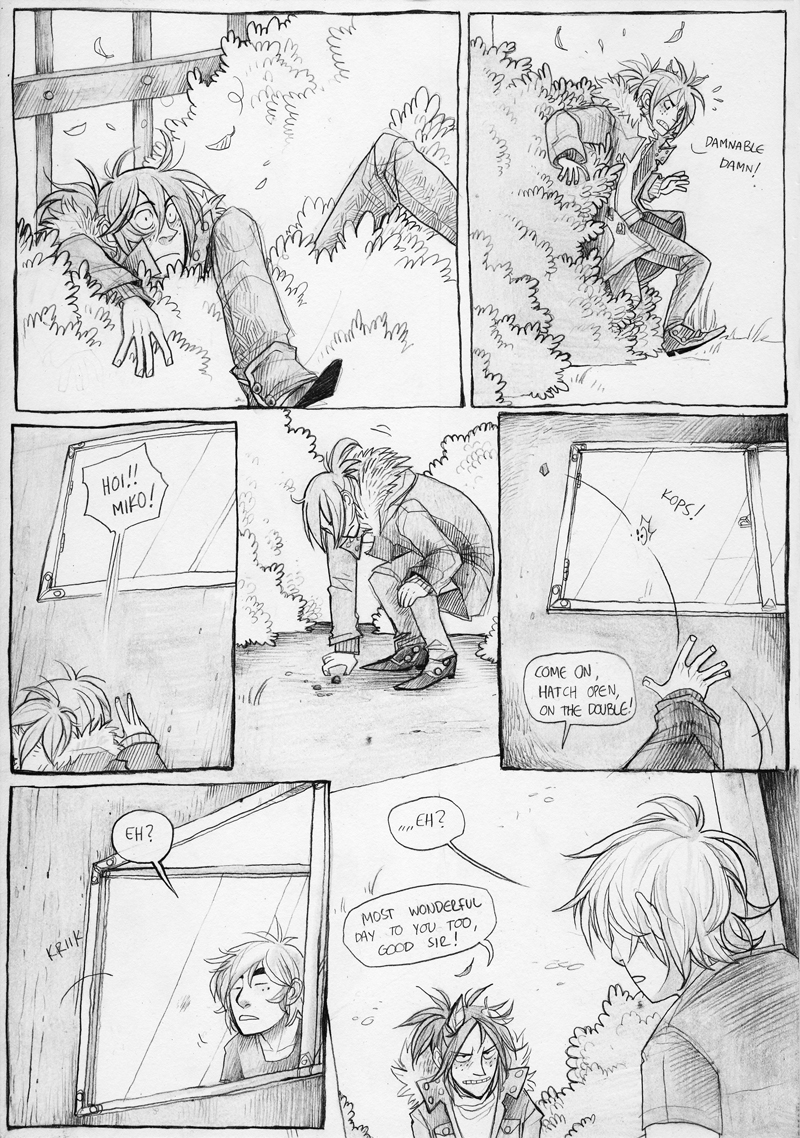 DAMNABLE
DAMN!
HOI!!
MIKO!
KOPS!
COME ON,
HATCH OPEN,
ON THE DOUBLE!
EH?
KRIIK
....EH?
MOST WONDERFUL
DAY TO YOU TOO,
GOOD SIR!